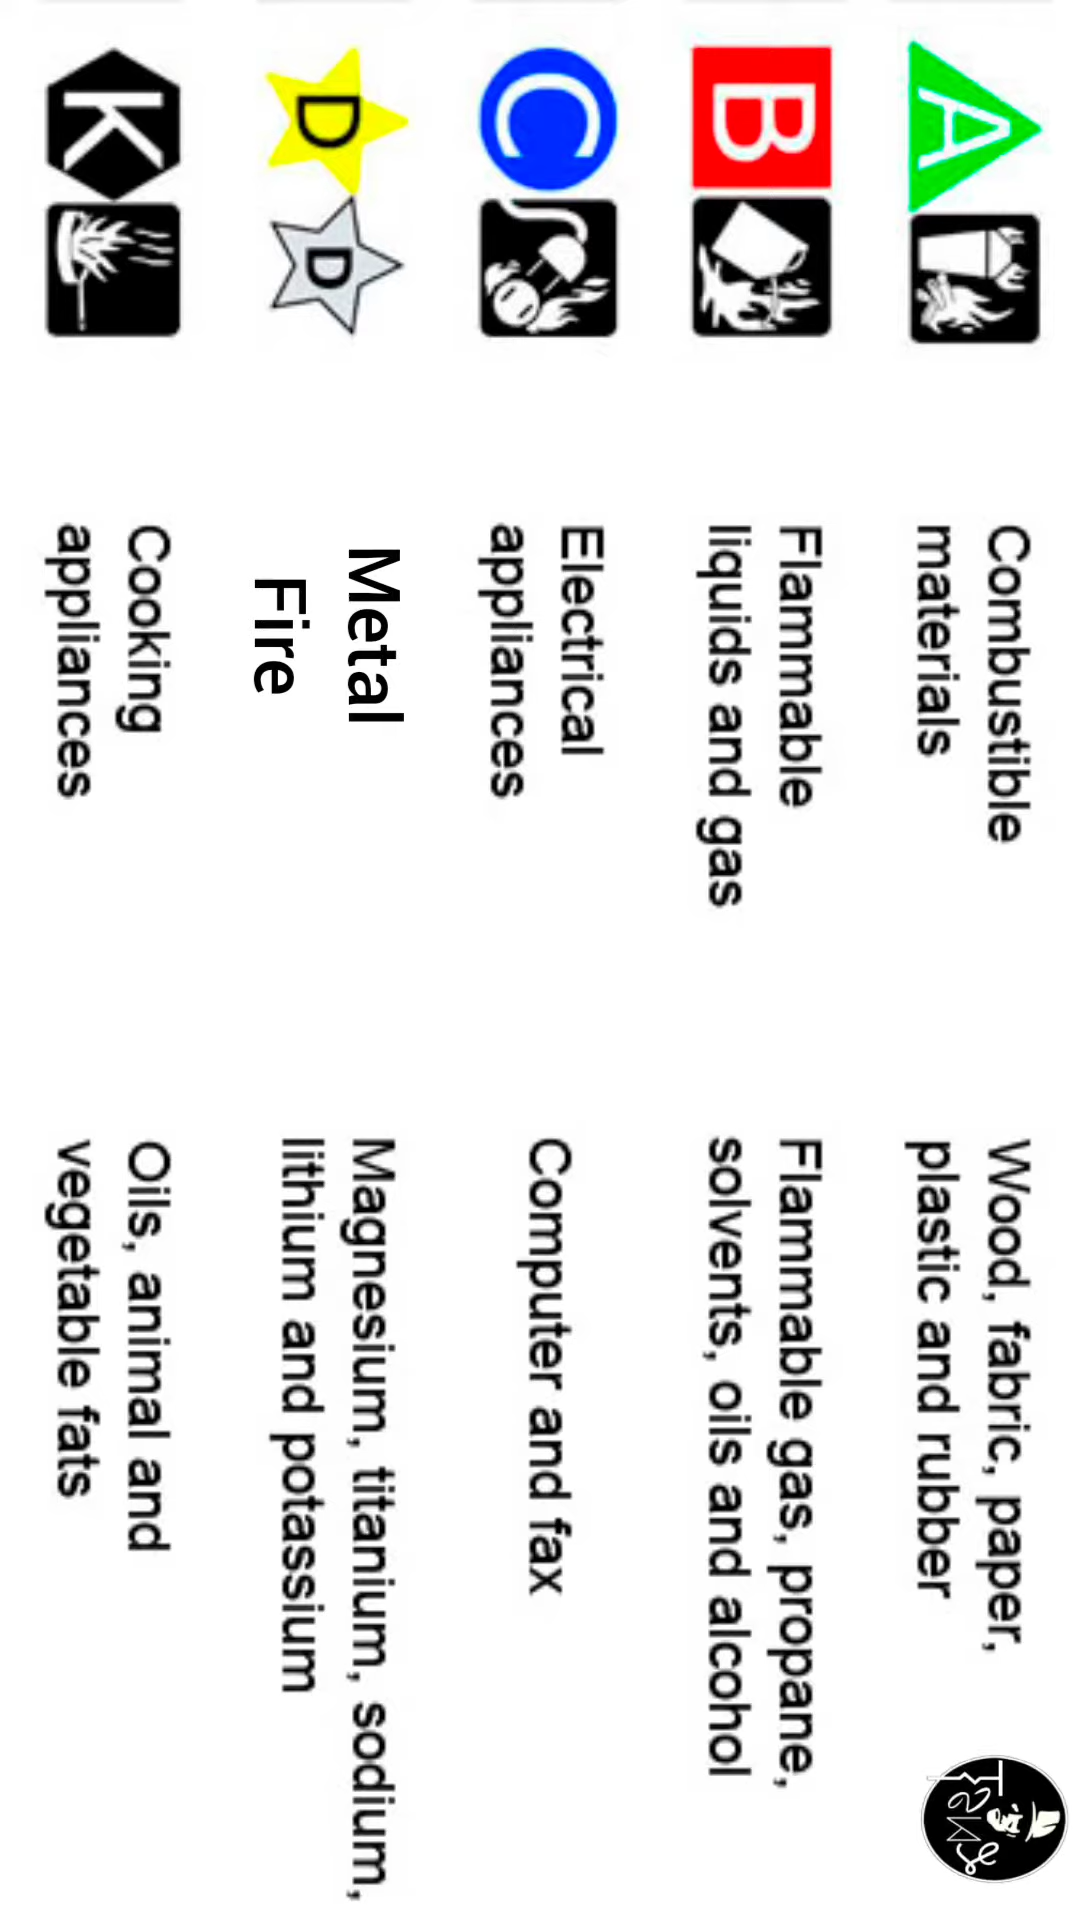 A
Combustible
materials
Wood, fabric, paper,
plastic and rubber
B
Flammable
liquids and gas
Flammable gas, propane,
solvents, oils and alcohol
C
Electrical
appliances
Computer and fax
D
D
Metal
Fire
Magnesium, titanium, sodium,
lithium and potassium
K
Cooking
appliances
Oils, animal and
vegetable fats